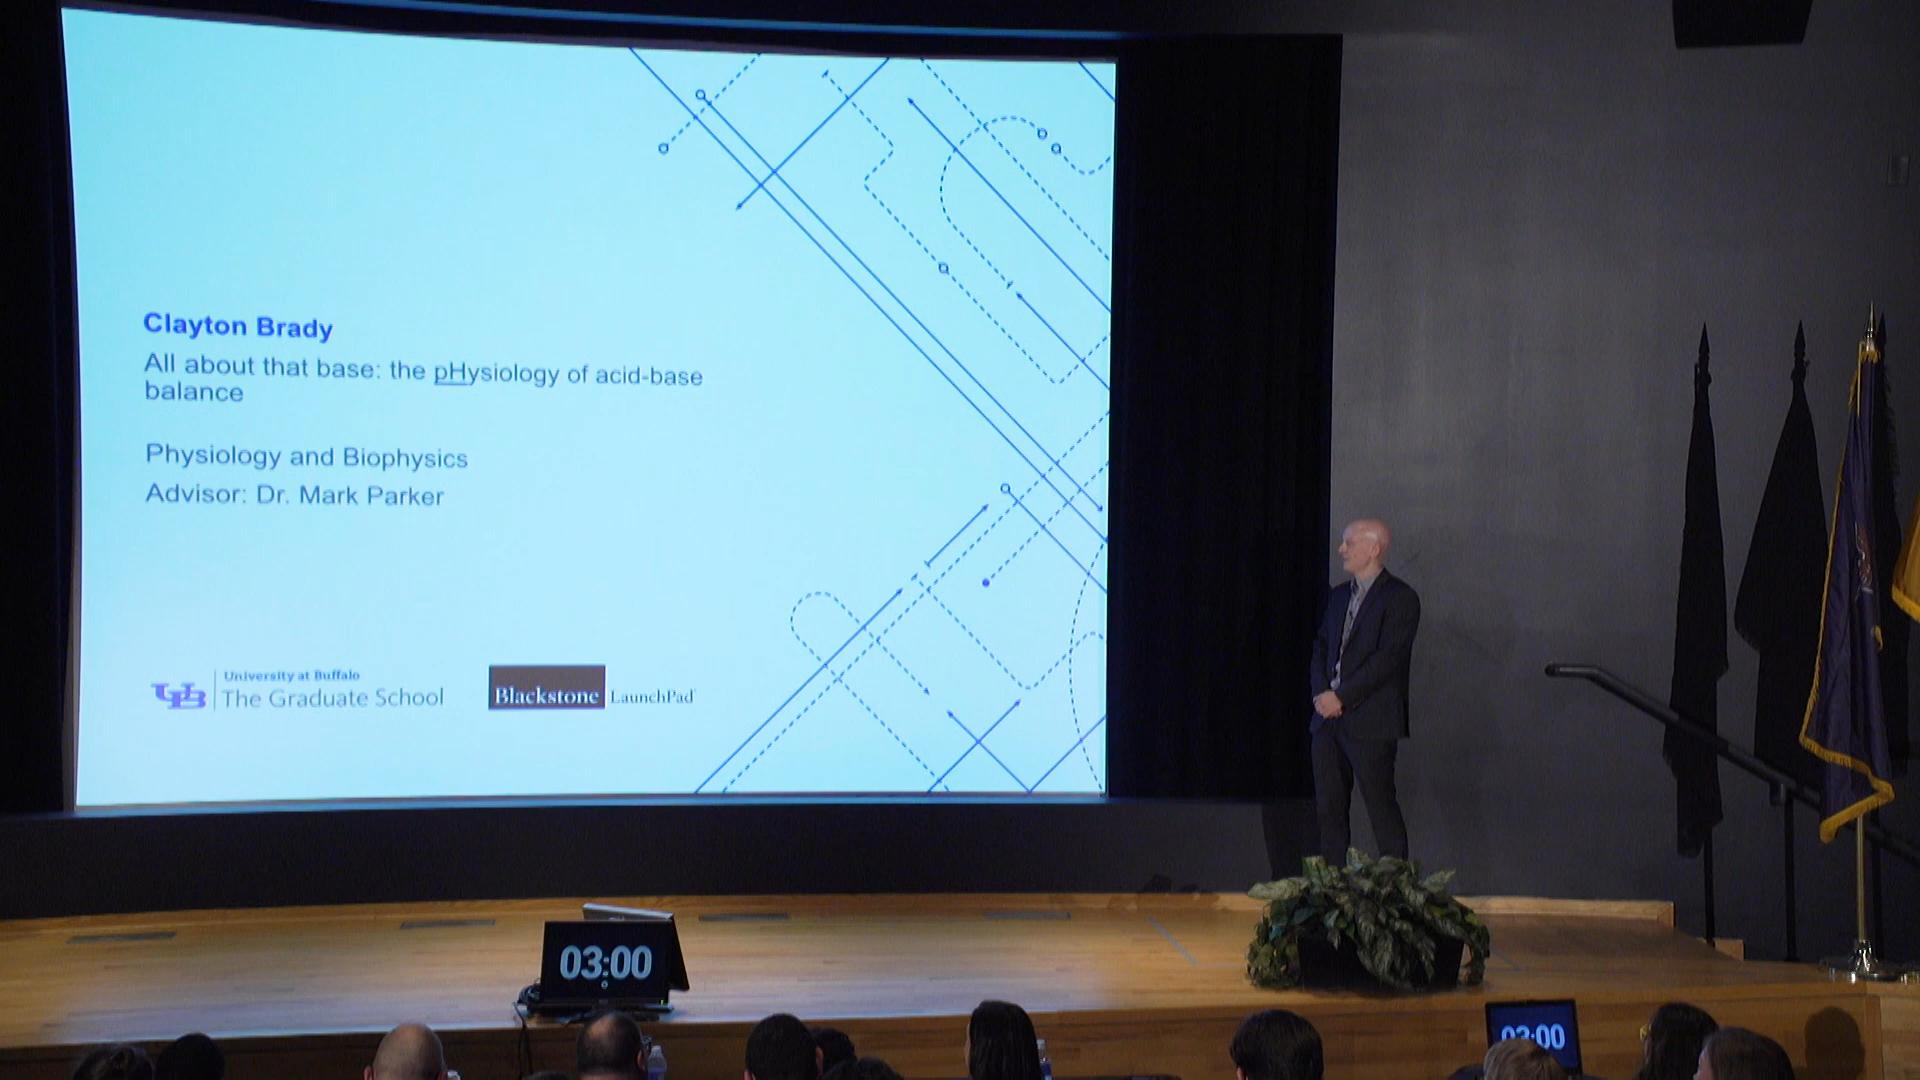 Clayton Brady
All about that base: the pHysiology of acid-base
balance
Physiology and Biophysics
Advisor: Dr. Mark Parker
UB
University at Buffalo
The Graduate School
Blackstone LaunchPad
03:00
03:00